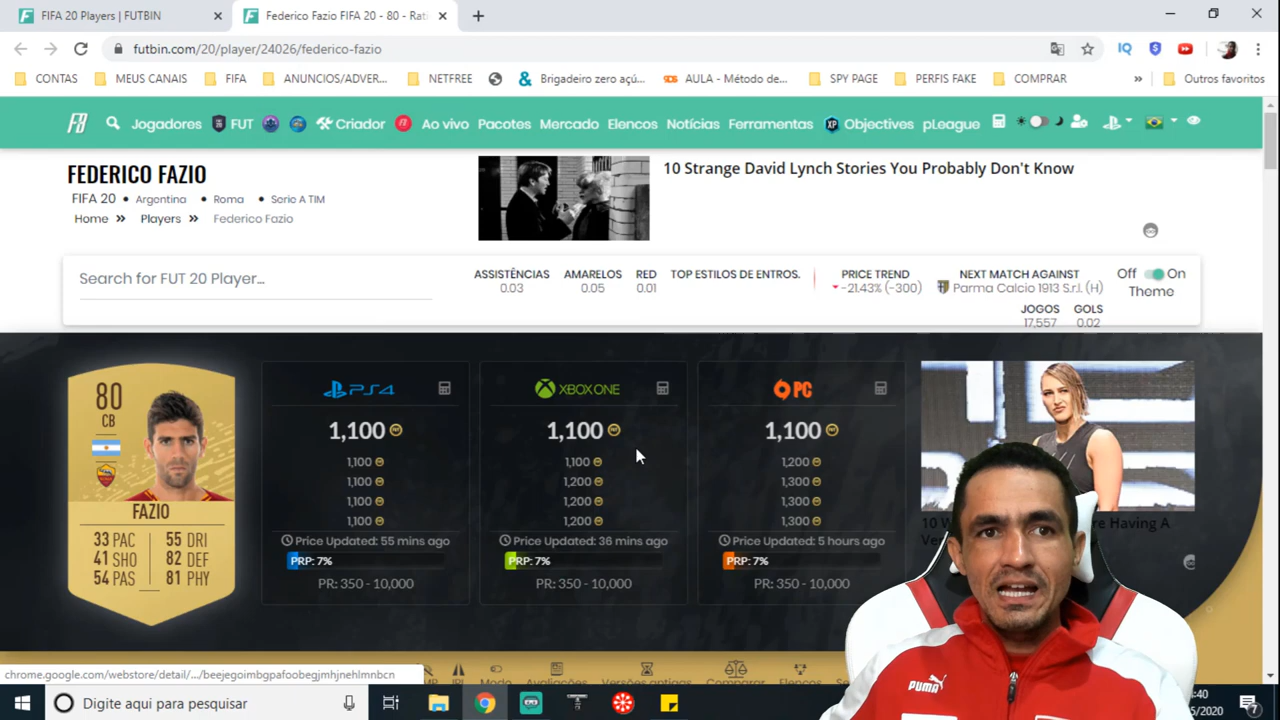 FIFA 20 Players | FUTBIN
Federico Fazio FIFA 20 - 80 - Rati
futbin.com/20/player/24026/federico-fazio
CONTAS MEUS CANAIS FIFA ANUNCIOS/ADVER... NETFREE Brigadeiro zero açú... AULA - Método de... SPY PAGE PERFIS FAKE COMPRAR » Outros favoritos
Jogadores FUT Criador Ao vivo Pacotes Mercado Elencos Notícias Ferramentas Objectives pLeague
FEDERICO FAZIO
FIFA 20 • Argentina • Roma • Serie A TIM
Home » Players » Federico Fazio
10 Strange David Lynch Stories You Probably Don't Know
Search for FUT 20 Player...
ASSISTÊNCIAS AMARELOS RED TOP ESTILOS DE ENTROS. PRICE TREND NEXT MATCH AGAINST Off On
0.03 0.05 0.01 -21.43% (-300) Parma Calcio 1913 S.r.l. (H) Theme
JOGOS GOLS
17,557 0.02
80
CB
FAZIO
33 PAC 55 DRI
41 SHO 82 DEF
54 PAS 81 PHY
PS4
1,100
1,100
1,100
1,100
1,100
Price Updated: 55 mins ago
PRP: 7%
PR: 350 - 10,000
XBOX ONE
1,100
1,100
1,200
1,200
1,200
Price Updated: 36 mins ago
PRP: 7%
PR: 350 - 10,000
PC
1,100
1,200
1,300
1,300
1,300
Price Updated: 5 hours ago
PRP: 7%
PR: 350 - 10,000
Avaliações Versões antigas Comparar Elencos
chrome.google.com/webstore/detail/.../beejegoimbgpafoobegjmhjnehlmnbcn
Digite aqui para pesquisar
PUMA